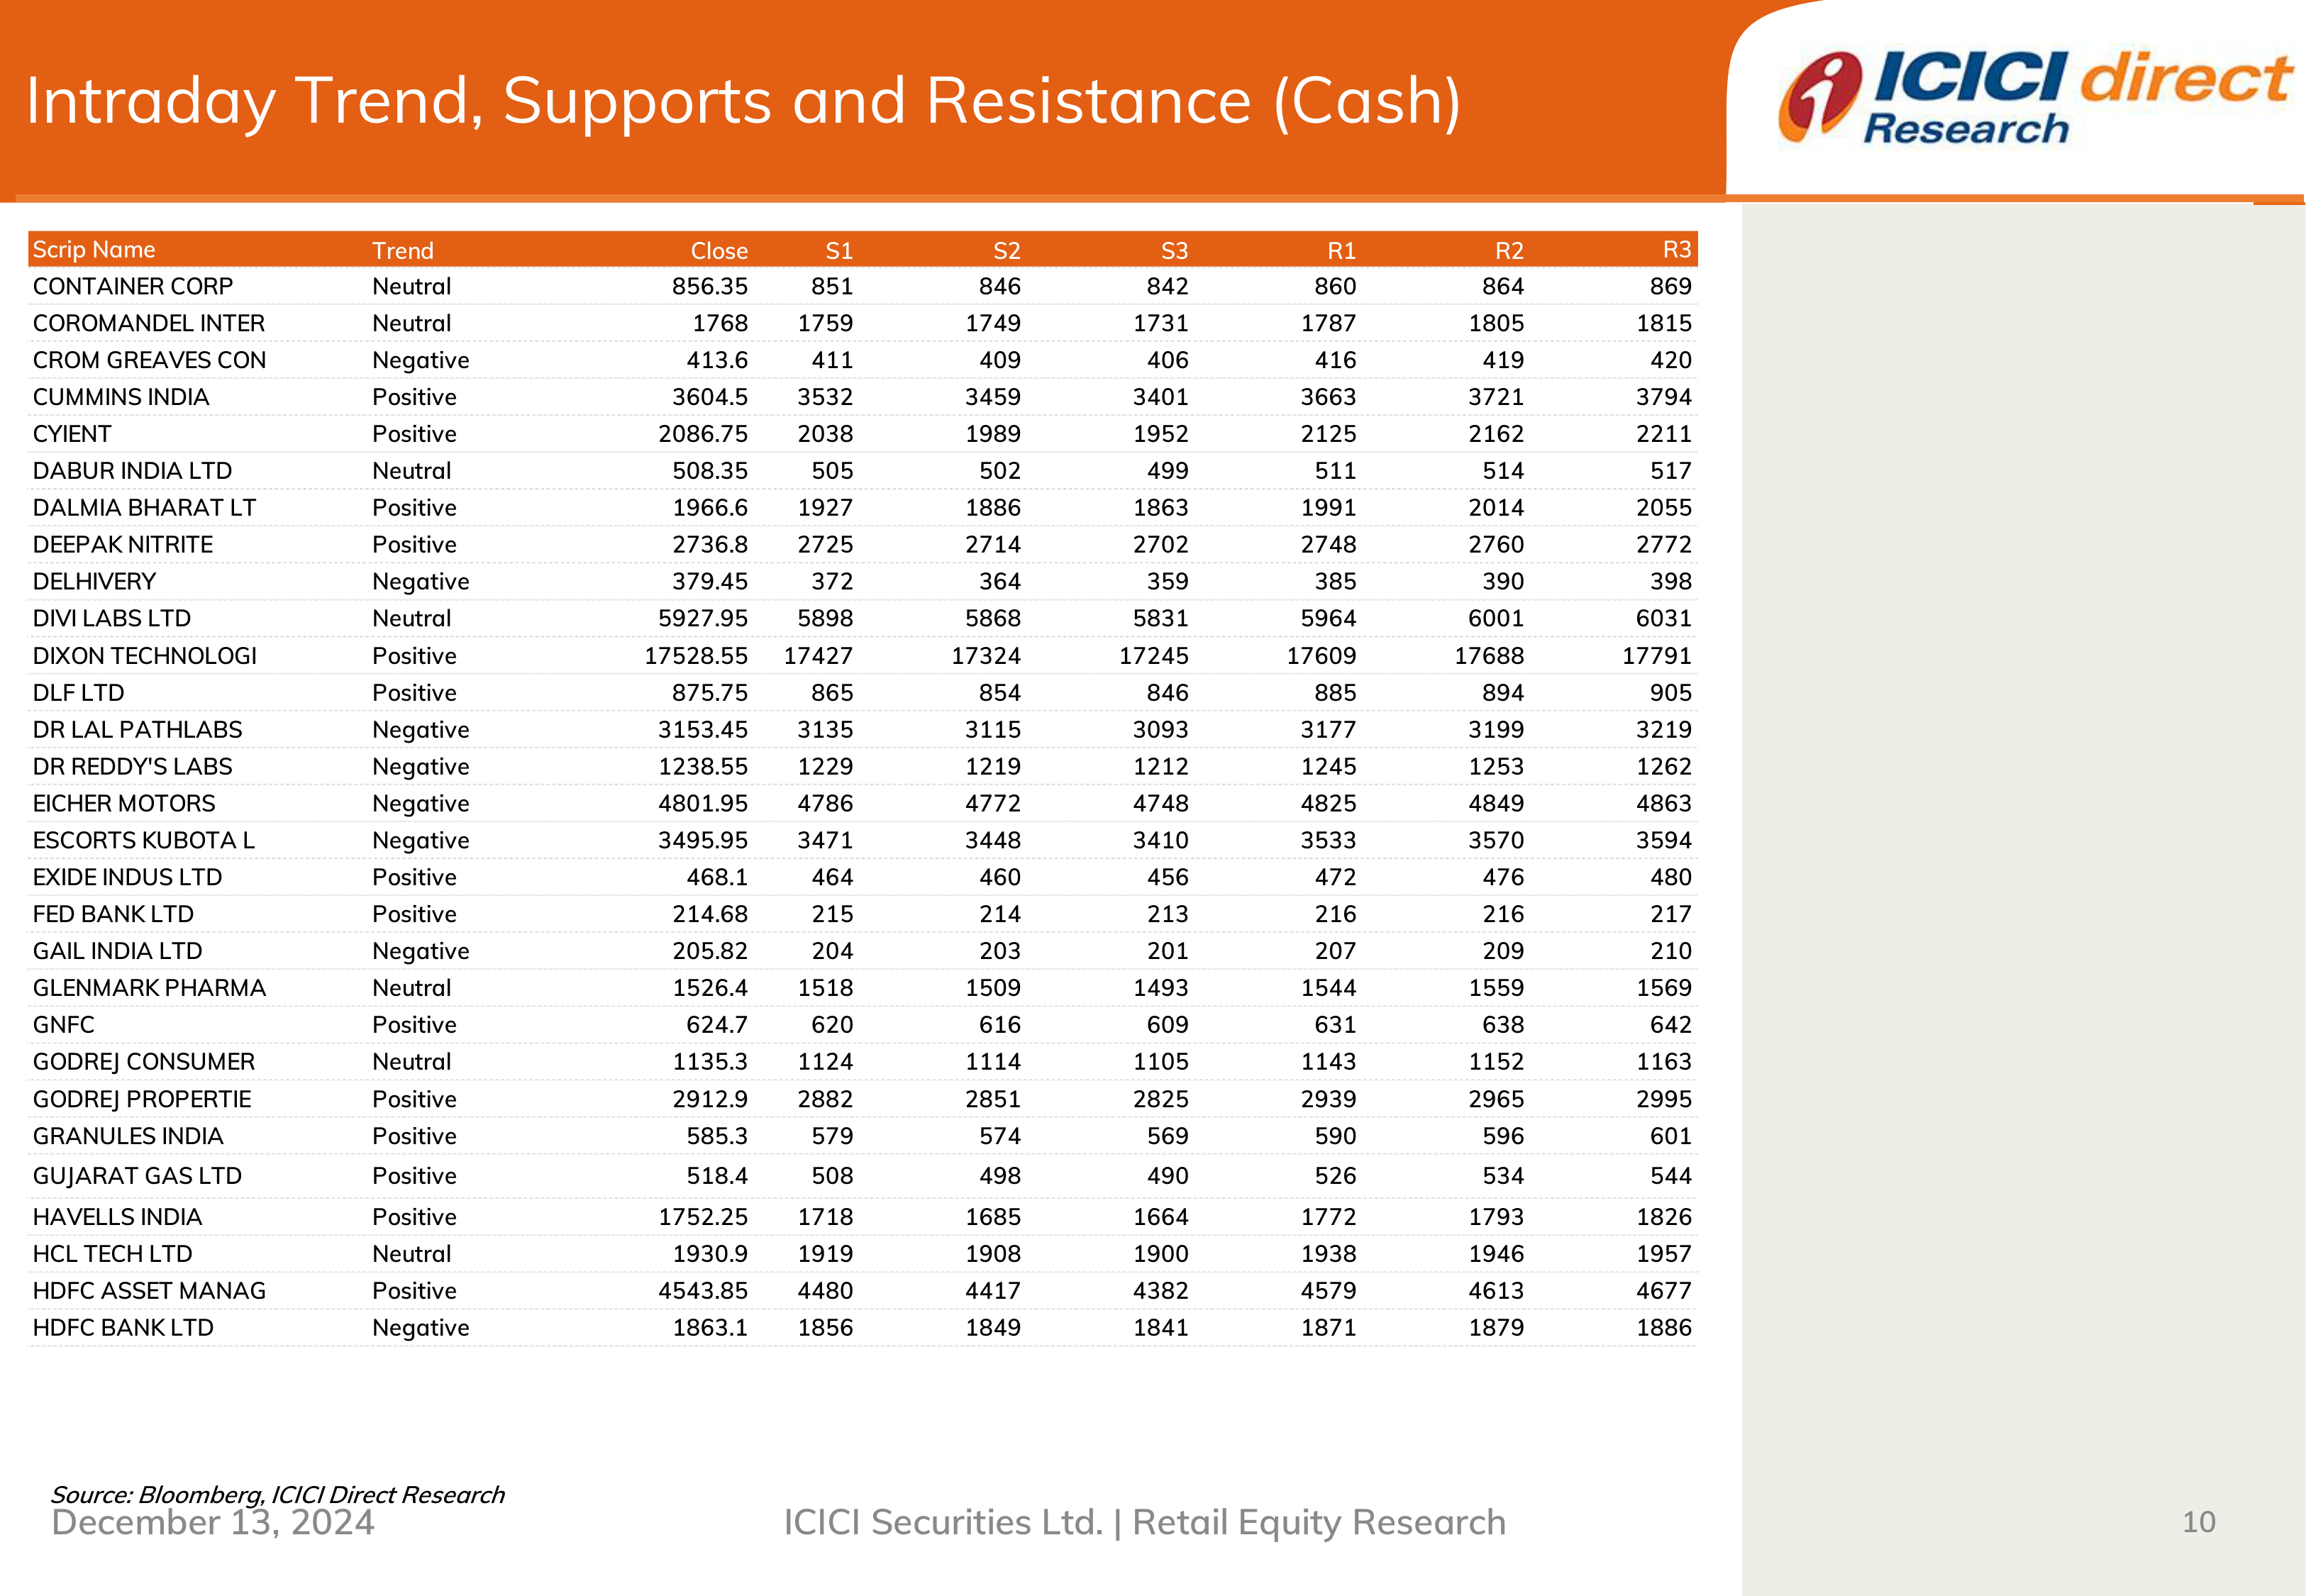 Intraday Trend, Supports and Resistance (Cash)
ICICI direct
Research
Scrip Name Trend Close S1 S2 S3 R1 R2 R3
CONTAINER CORP Neutral 856.35 851 846 842 860 864 869
COROMANDEL INTER Neutral 1768 1759 1749 1731 1787 1805 1815
CROM GREAVES CON Negative 413.6 411 409 406 416 419 420
CUMMINS INDIA Positive 3604.5 3532 3459 3401 3663 3721 3794
CYIENT Positive 2086.75 2038 1989 1952 2125 2162 2211
DABUR INDIA LTD Neutral 508.35 505 502 499 511 514 517
DALMIA BHARAT LT Positive 1966.6 1927 1886 1863 1991 2014 2055
DEEPAK NITRITE Positive 2736.8 2725 2714 2702 2748 2760 2772
DELHIVERY Negative 379.45 372 364 359 385 390 398
DIVI LABS LTD Neutral 5927.95 5898 5868 5831 5964 6001 6031
DIXON TECHNOLOGI Positive 17528.55 17427 17324 17245 17609 17688 17791
DLF LTD Positive 875.75 865 854 846 885 894 905
DR LAL PATHLABS Negative 3153.45 3135 3115 3093 3177 3199 3219
DR REDDY'S LABS Negative 1238.55 1229 1219 1212 1245 1253 1262
EICHER MOTORS Negative 4801.95 4786 4772 4748 4825 4849 4863
ESCORTS KUBOTA L Negative 3495.95 3471 3448 3410 3533 3570 3594
EXIDE INDUS LTD Positive 468.1 464 460 456 472 476 480
FED BANK LTD Positive 214.68 215 214 213 216 216 217
GAIL INDIA LTD Negative 205.82 204 203 201 207 209 210
GLENMARK PHARMA Neutral 1526.4 1518 1509 1493 1544 1559 1569
GNFC Positive 624.7 620 616 609 631 638 642
GODREJ CONSUMER Neutral 1135.3 1124 1114 1105 1143 1152 1163
GODREJ PROPERTIE Positive 2912.9 2882 2851 2825 2939 2965 2995
GRANULES INDIA Positive 585.3 579 574 569 590 596 601
GUJARAT GAS LTD Positive 518.4 508 498 490 526 534 544
HAVELLS INDIA Positive 1752.25 1718 1685 1664 1772 1793 1826
HCL TECH LTD Neutral 1930.9 1919 1908 1900 1938 1946 1957
HDFC ASSET MANAG Positive 4543.85 4480 4417 4382 4579 4613 4677
HDFC BANK LTD Negative 1863.1 1856 1849 1841 1871 1879 1886
Source: Bloomberg, ICICI Direct Research
December 13, 2024 ICICI Securities Ltd. | Retail Equity Research 10